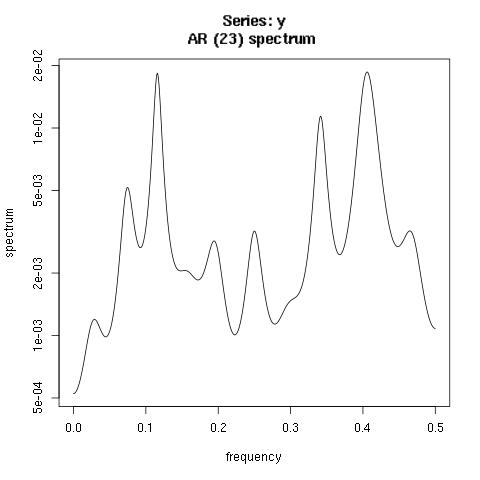 Series: y
AR (23) spectrum
2e-02
1e-02
5e-03
2e-03
1e-03
5e-04
spectrum
0.0 0.1 0.2 0.3 0.4 0.5
frequency